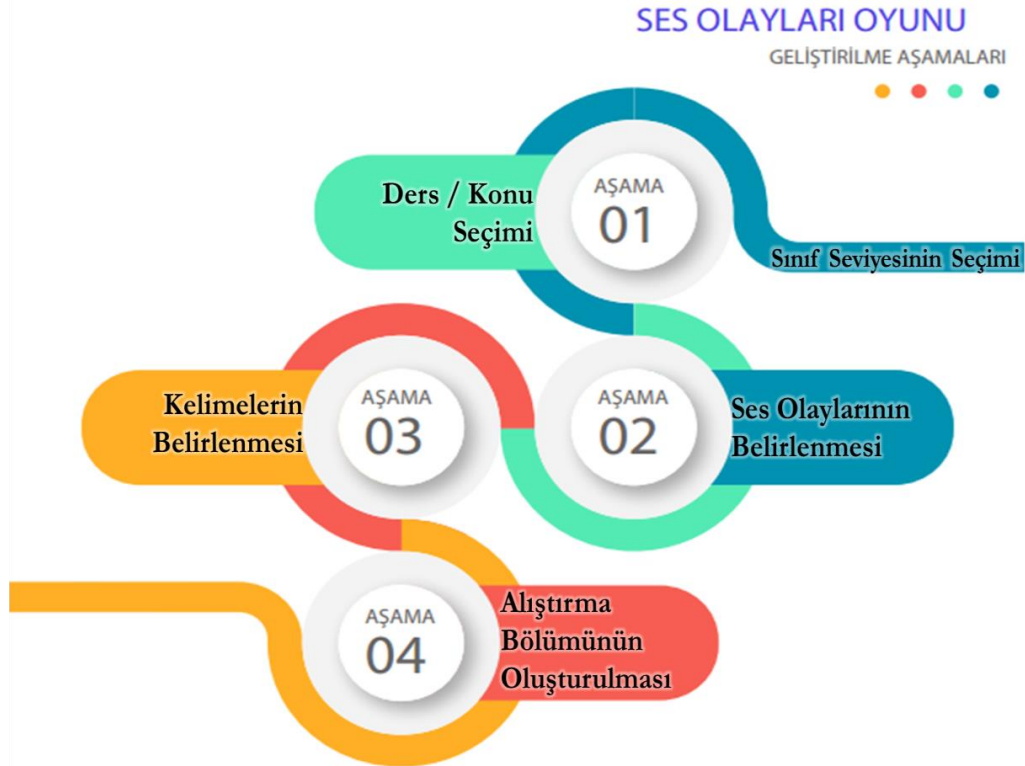 SES OLAYLARI OYUNU
GELİŞTİRİLME AŞAMALARI
Ders / Konu
Seçimi
AŞAMA
01
Sınıf Seviyesinin Seçimi
Kelimelerin
Belirlenmesi
AŞAMA
03
AŞAMA
02
Ses Olaylarının
Belirlenmesi
AŞAMA
04
Alıştırma
Bölümünün
Oluşturulması